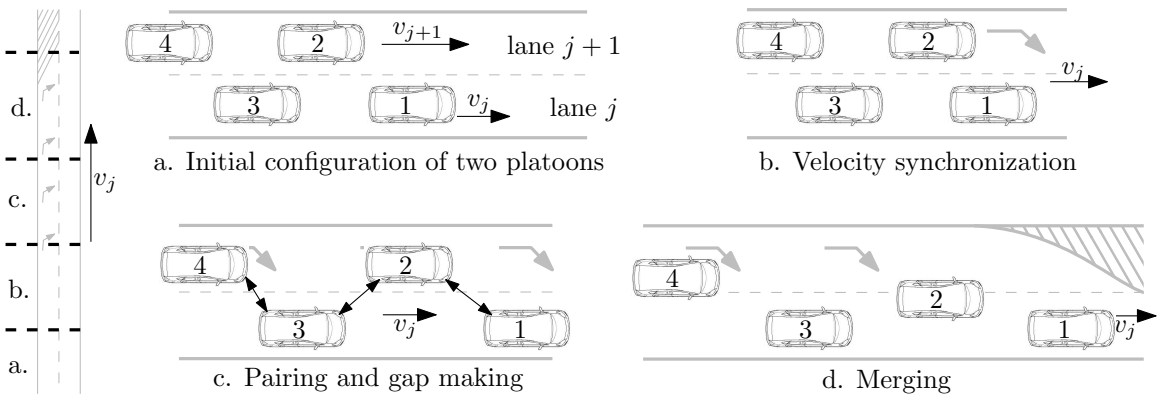 d.
c.
b.
a.
v_j
4
2
v_{j+1}
lane j + 1
3
1
v_j
lane j
a. Initial configuration of two platoons
4
2
v_j
3
1
b. Velocity synchronization
4
2
3
v_j
1
c. Pairing and gap making
4
2
3
1
v_j
d. Merging